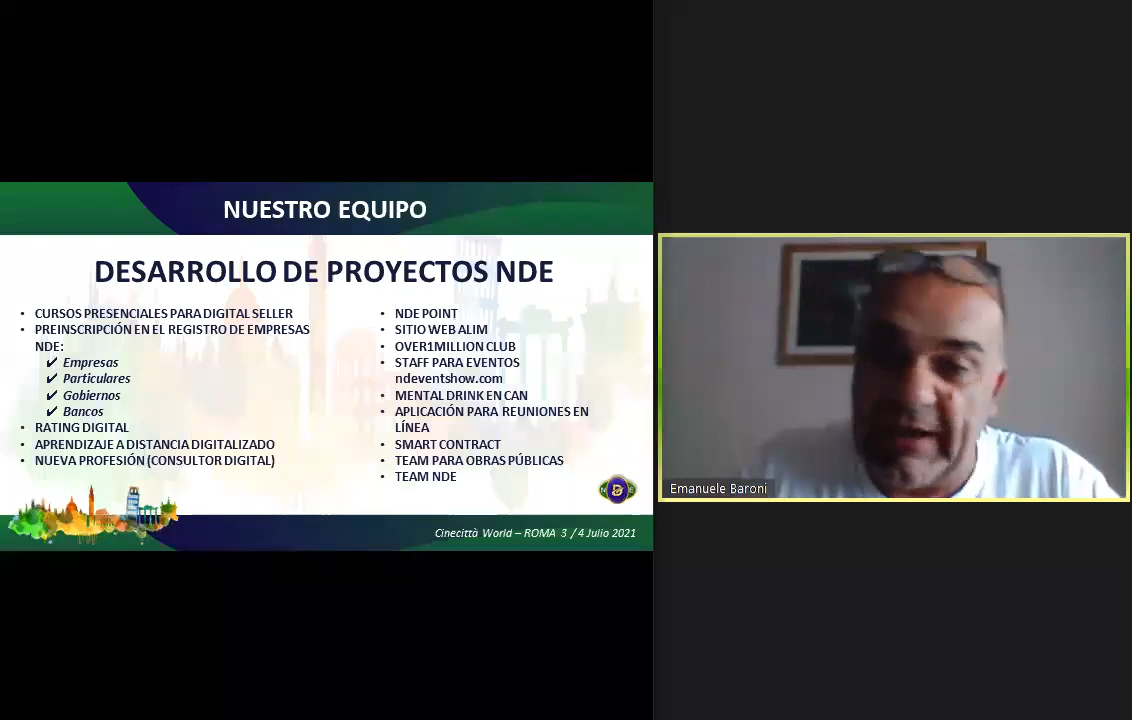 NUESTRO EQUIPO
DESARROLLO DE PROYECTOS NDE
• CURSOS PRESENCIALES PARA DIGITAL SELLER
• PREINSCRIPCIÓN EN EL REGISTRO DE EMPRESAS
NDE:
✔ Empresas
✔ Particulares
✔ Gobiernos
✔ Bancos
• RATING DIGITAL
• APRENDIZAJE A DISTANCIA DIGITALIZADO
• NUEVA PROFESIÓN (CONSULTOR DIGITAL)
• NDE POINT
• SITIO WEB ALIM
• OVER1MILLION CLUB
• STAFF PARA EVENTOS
ndeventshow.com
• MENTAL DRINK EN CAN
• APLICACIÓN PARA REUNIONES EN
LÍNEA
• SMART CONTRACT
• TEAM PARA OBRAS PÚBLICAS
• TEAM NDE
N D E
Cinecittà World – ROMA 3 / 4 Julio 2021
Emanuele Baroni